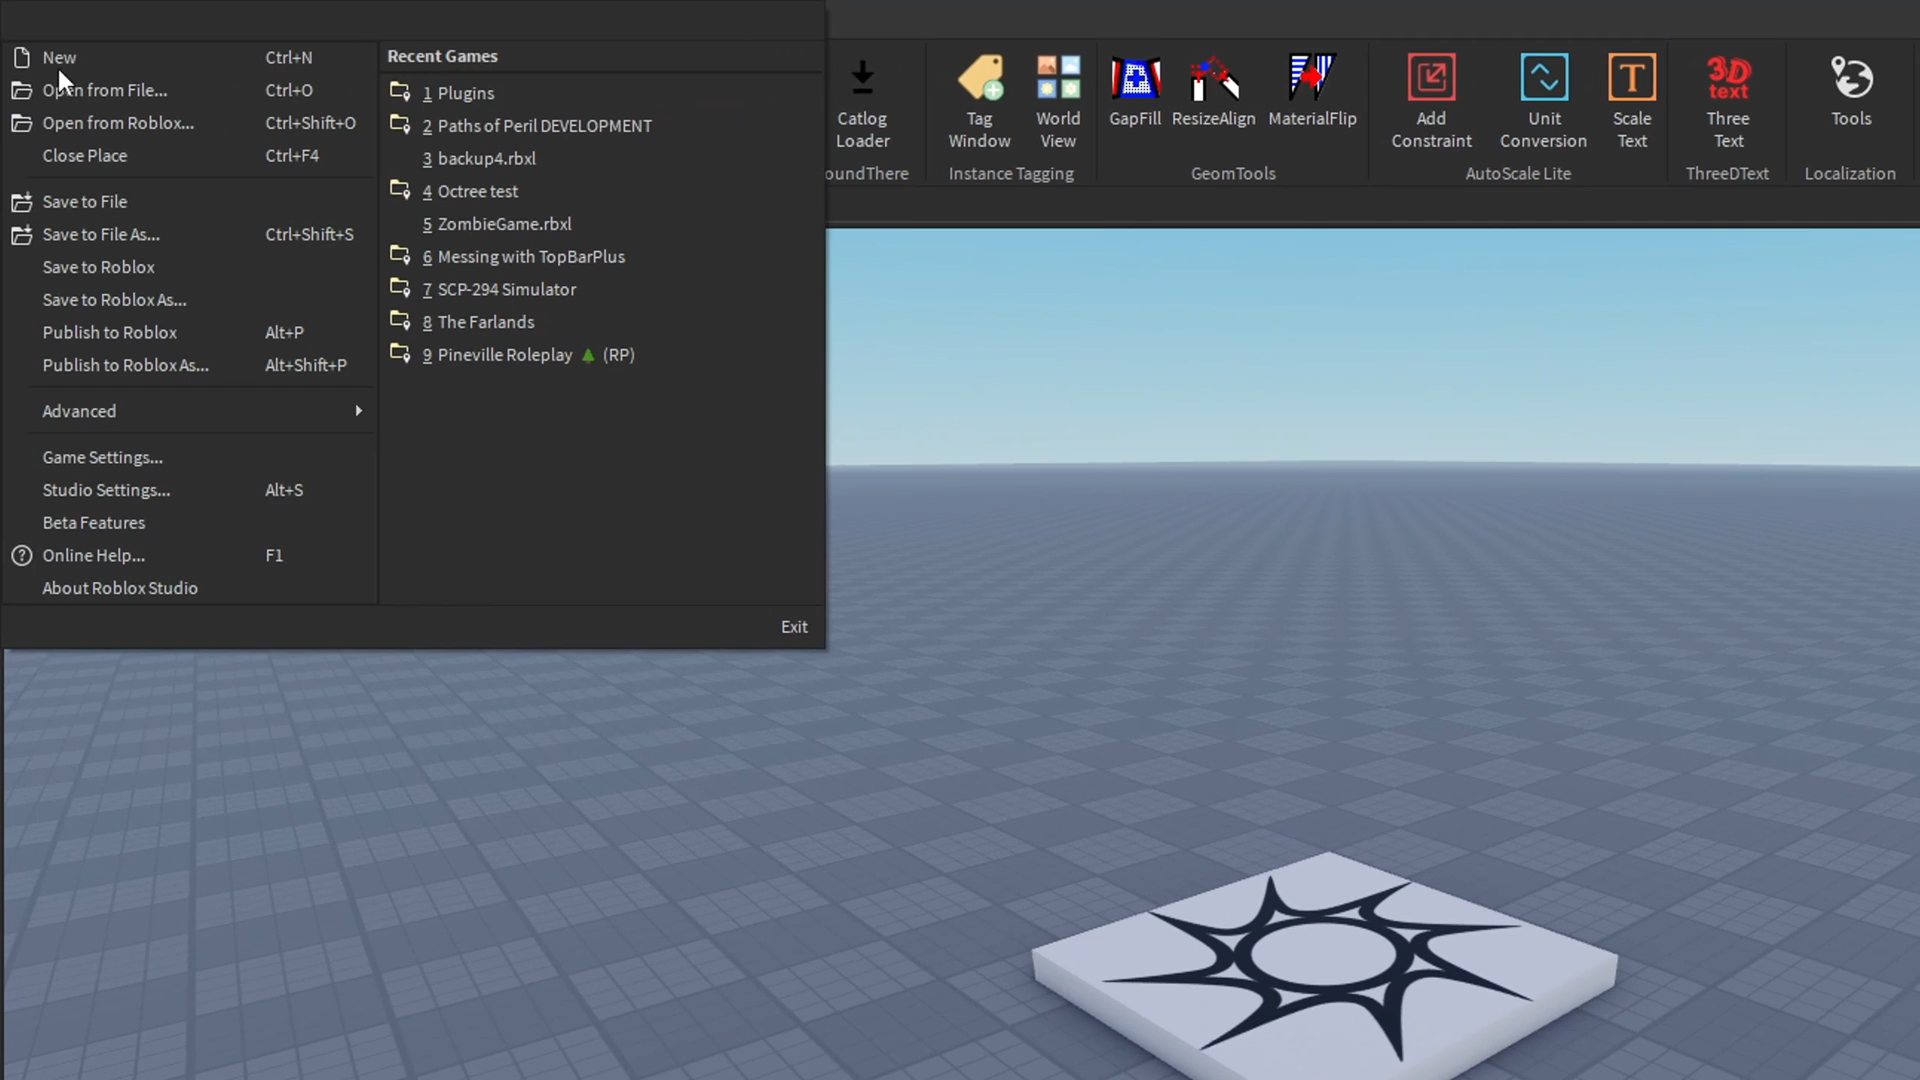 New Ctrl+N
Open from File... Ctrl+O
Open from Roblox... Ctrl+Shift+O
Close Place Ctrl+F4
Save to File
Save to File As... Ctrl+Shift+S
Save to Roblox
Save to Roblox As...
Publish to Roblox Alt+P
Publish to Roblox As... Alt+Shift+P
Advanced
Game Settings...
Studio Settings... Alt+S
Beta Features
Online Help... F1
About Roblox Studio
Recent Games
1 Plugins
2 Paths of Peril DEVELOPMENT
3 backup4.rbxl
4 Octree test
5 ZombieGame.rbxl
6 Messing with TopBarPlus
7 SCP-294 Simulator
8 The Farlands
9 Pineville Roleplay 🌲 (RP)
Exit
Catlog
Loader
oundThere
Tag
Window
World
View
Instance Tagging
GapFill
ResizeAlign
MaterialFlip
GeomTools
Add
Constraint
Unit
Conversion
T
Scale
Text
AutoScale Lite
3D
text
Three
Text
ThreeDText
Tools
Localization